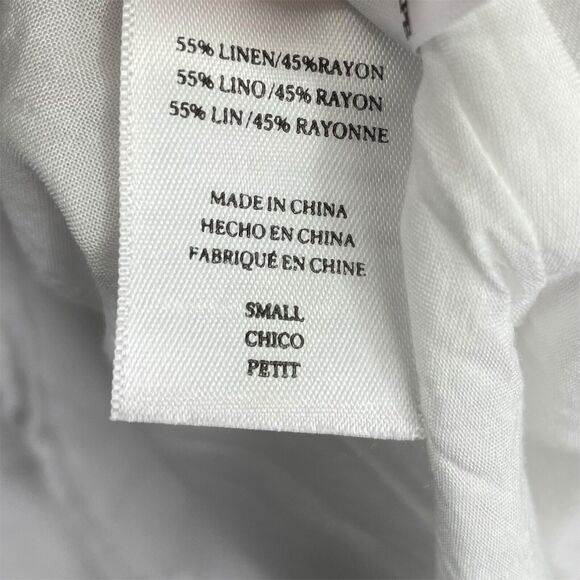 55% LINEN/45%RAYON
55% LINO/45% RAYON
55% LIN/45% RAYONNE
MADE IN CHINA
HECHO EN CHINA
FABRIQUÉ EN CHINE
SMALL
CHICO
PETIT